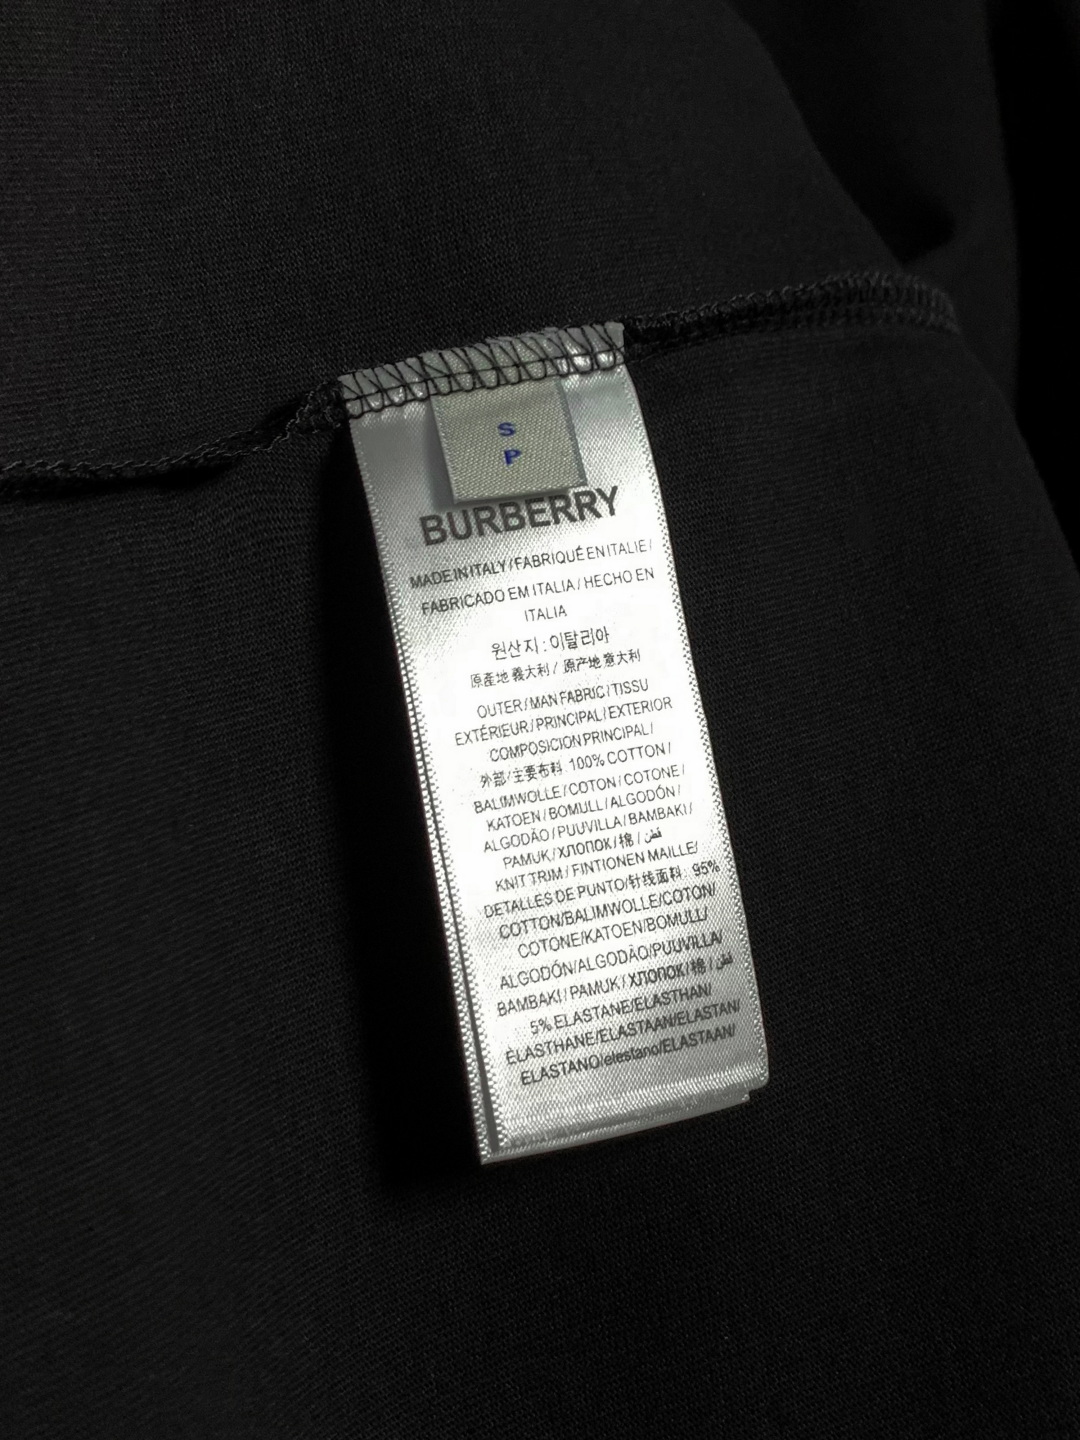 S
P
BURBERRY
MADE IN ITALY / FABRIQUÉ EN ITALIE /
FABRICADO EM ITALIA / HECHO EN
ITALIA
원산지 : 이탈리아
原產地 義大利 / 原产地 意大利
OUTER / MAN FABRIC / TISSU
EXTÉRIEUR / PRINCIPAL / EXTERIOR
COMPOSICION PRINCIPAL /
外部 / 主要布料 100% COTTON /
BALIMWOLLE / COTON / COTONE /
KATOEN / BOMULL / ALGODÓN /
ALGODÃO / PUUVILLA / BAMBAKI /
PAMUK / ХЛОПОК / 棉 / قطن
KNIT TRIM / FINTIONEN MAILLE/
DETALLES DE PUNTO/针线面料 95%
COTTON/BALIMWOLLE/COTON/
COTONE/KATOEN/BOMULL/
ALGODÓN/ALGODÃO/PUUVILLA/
BAMBAKI / PAMUK / ХЛОПОК / 棉 / قطن
5% ELASTANE/ELASTHAN/
ÉLASTHANE/ELASTAAN/ELASTAN/
ELASTANO/elestano/ELASTAAN/